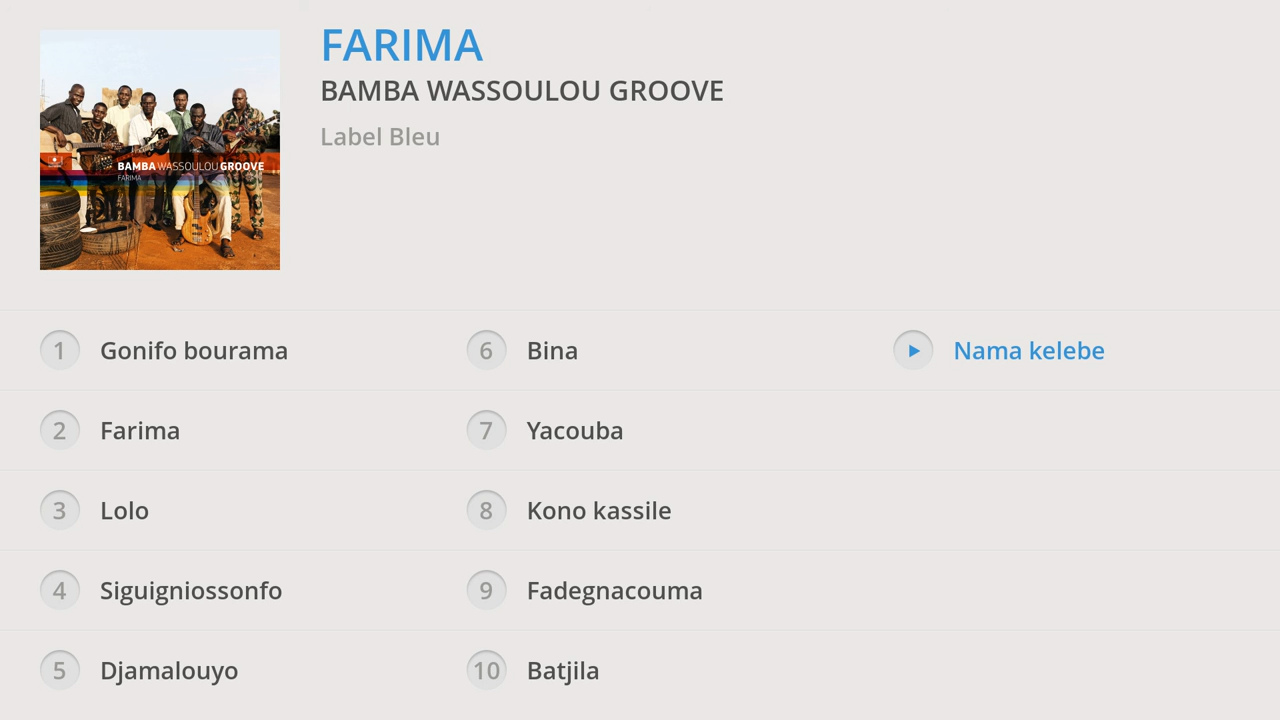 FARIMA
BAMBA WASSOULOU GROOVE
Label Bleu
BAMBA WASSOULOU GROOVE
FARIMA
1 Gonifo bourama
2 Farima
3 Lolo
4 Siguigniossonfo
5 Djamalouyo
6 Bina
7 Yacouba
8 Kono kassile
9 Fadegnacouma
10 Batjila
Nama kelebe